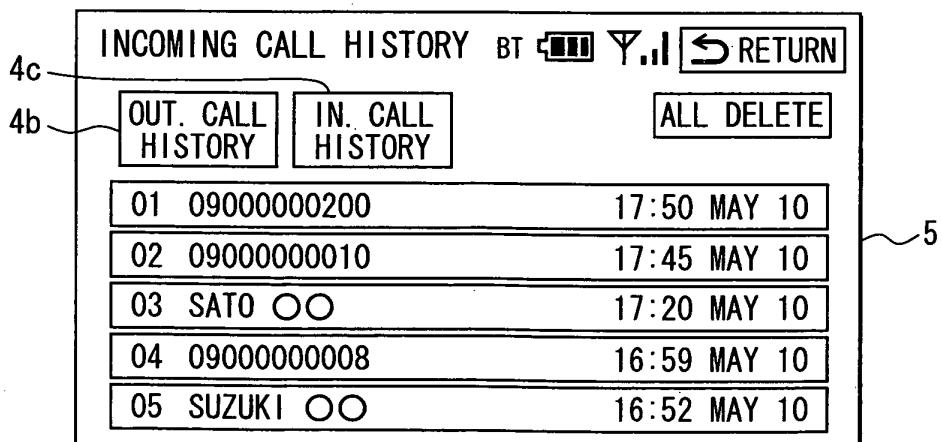 INCOMING CALL HISTORY BT RETURN
4c
4b
OUT. CALL HISTORY
IN. CALL HISTORY
ALL DELETE
01 09000000200 17:50 MAY 10
02 09000000010 17:45 MAY 10
03 SATO ○○ 17:20 MAY 10
04 09000000008 16:59 MAY 10
05 SUZUKI ○○ 16:52 MAY 10
5